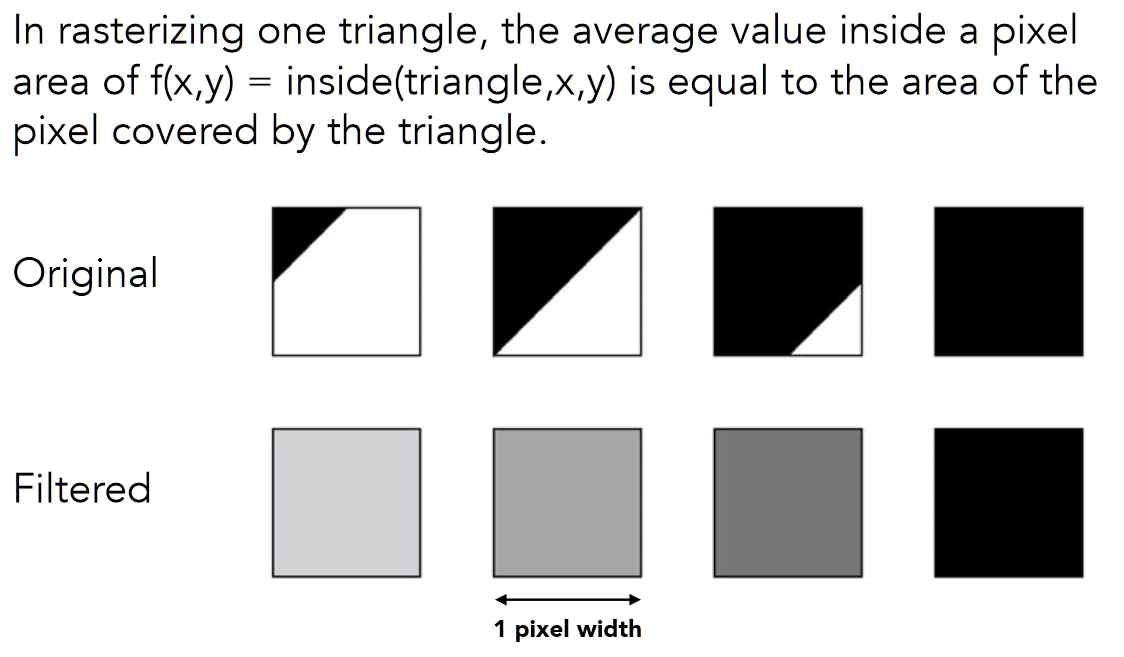 In rasterizing one triangle, the average value inside a pixel
area of f(x,y) = inside(triangle,x,y) is equal to the area of the
pixel covered by the triangle.
Original
Filtered
1 pixel width